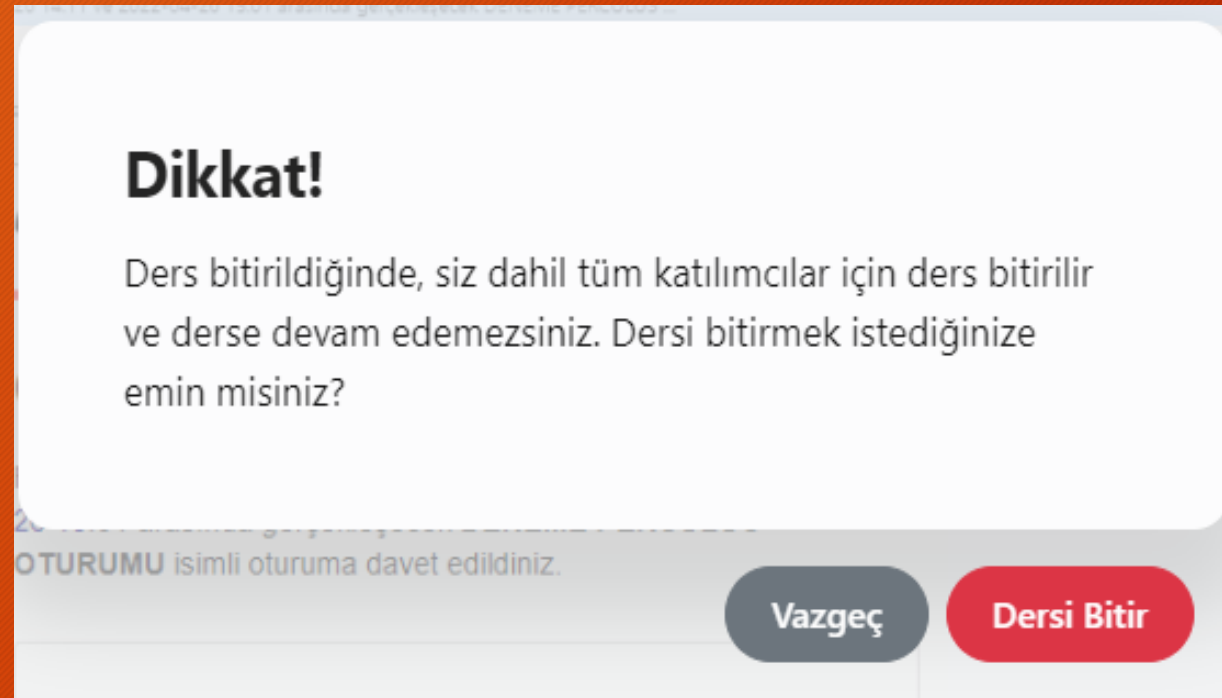 Dikkat!
Ders bitirildiğinde, siz dahil tüm katılımcılar için ders bitirilir
ve derse devam edemezsiniz. Dersi bitirmek istediğinize
emin misiniz?
OTURUMU isimli oturuma davet edildiniz.
Vazgeç
Dersi Bitir